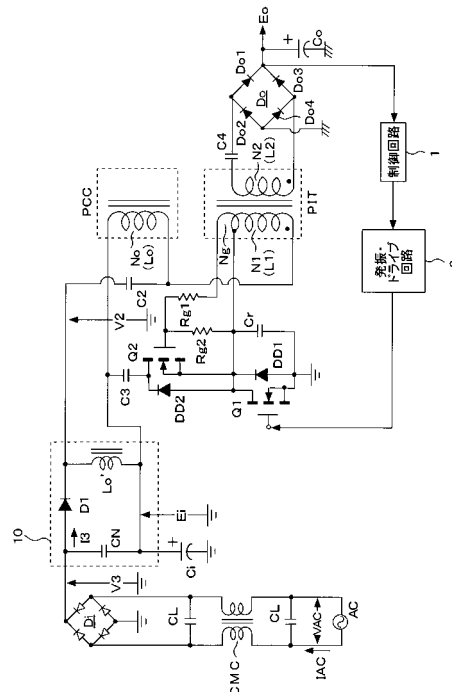 AC
VAC
IAC
CL
CMC
CL
Di
V3
10
I3
D1
CN
Lo'
Ei
Ci
V2
C2
C3
Q2
DD2
Rg1
Rg2
Cr
DD1
Q1
PCC
No
(Lo)
Ng
N1
(L1)
N2
(L2)
PIT
C4
Do2
Do1
Do
Do4
Do3
Eo
Co
制御回路
1
発振・
ドライブ
回路